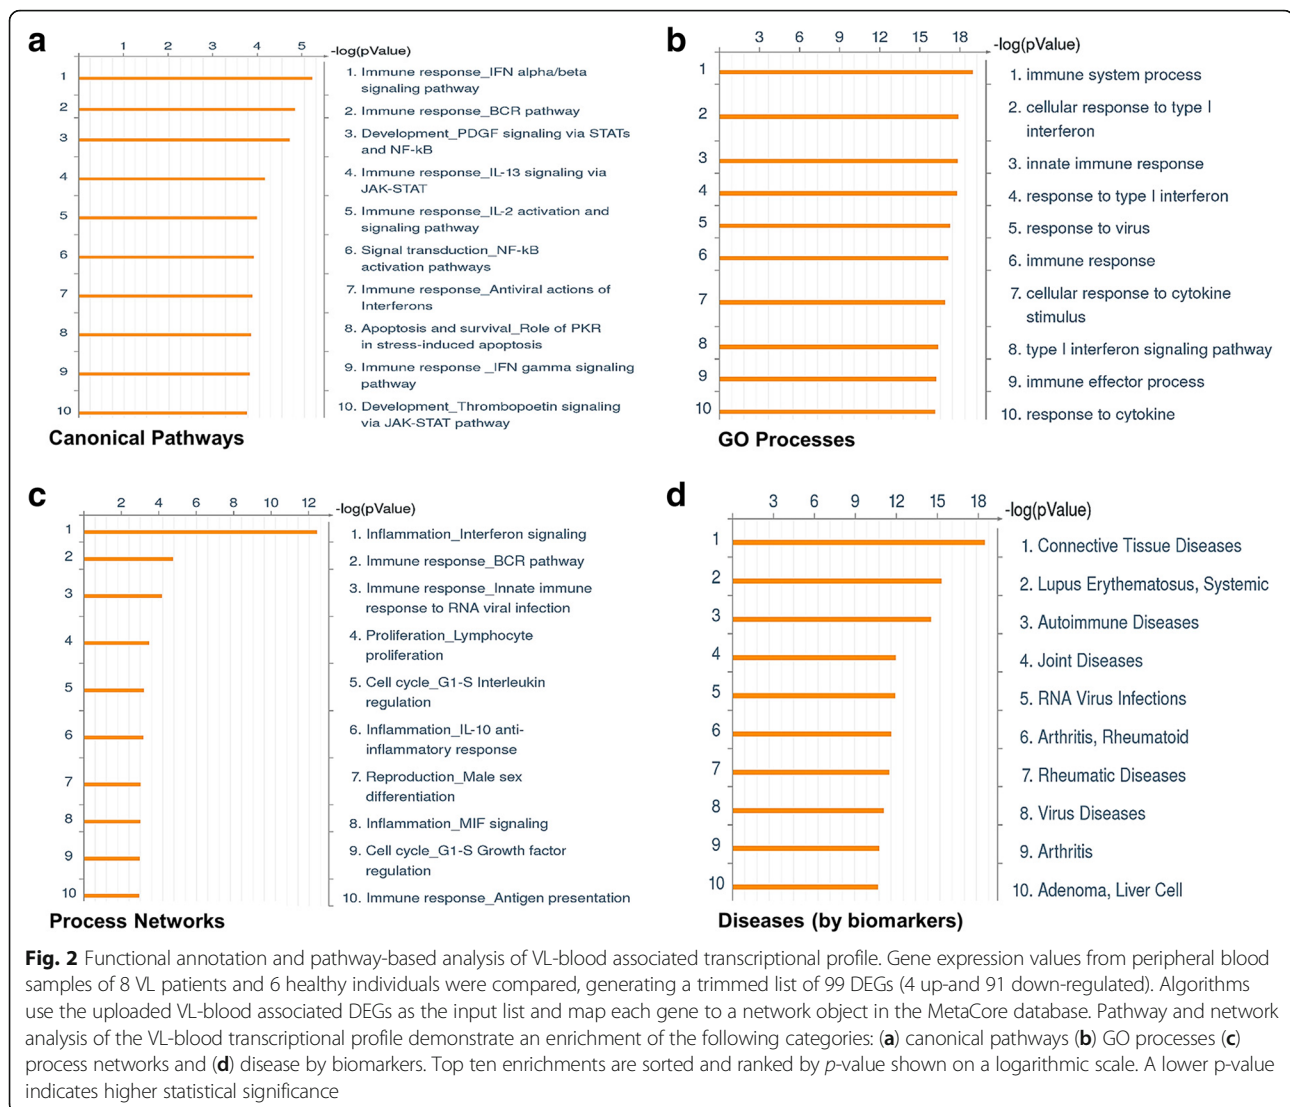 a
1 2 3 4 5
-log(pValue)
1
2
3
4
5
6
7
8
9
10
1. Immune response_IFN alpha/beta
signaling pathway
2. Immune response_BCR pathway
3. Development_PDGF signaling via STATs
and NF-kB
4. Immune response_IL-13 signaling via
JAK-STAT
5. Immune response_IL-2 activation and
signaling pathway
6. Signal transduction_NF-kB
activation pathways
7. Immune response_Antiviral actions of
Interferons
8. Apoptosis and survival_Role of PKR
in stress-induced apoptosis
9. Immune response _IFN gamma signaling
pathway
10. Development_Thrombopoetin signaling
via JAK-STAT pathway
Canonical Pathways
b
3 6 9 12 15 18
-log(pValue)
1
2
3
4
5
6
7
8
9
10
1. immune system process
2. cellular response to type I
interferon
3. innate immune response
4. response to type I interferon
5. response to virus
6. immune response
7. cellular response to cytokine
stimulus
8. type I interferon signaling pathway
9. immune effector process
10. response to cytokine
GO Processes
c
2 4 6 8 10 12
-log(pValue)
1
2
3
4
5
6
7
8
9
10
1. Inflammation_Interferon signaling
2. Immune response_BCR pathway
3. Immune response_Innate immune
response to RNA viral infection
4. Proliferation_Lymphocyte
proliferation
5. Cell cycle_G1-S Interleukin
regulation
6. Inflammation_IL-10 anti-
inflammatory response
7. Reproduction_Male sex
differentiation
8. Inflammation_MIF signaling
9. Cell cycle_G1-S Growth factor
regulation
10. Immune response_Antigen presentation
Process Networks
d
3 6 9 12 15 18
-log(pValue)
1
2
3
4
5
6
7
8
9
10
1. Connective Tissue Diseases
2. Lupus Erythematosus, Systemic
3. Autoimmune Diseases
4. Joint Diseases
5. RNA Virus Infections
6. Arthritis, Rheumatoid
7. Rheumatic Diseases
8. Virus Diseases
9. Arthritis
10. Adenoma, Liver Cell
Diseases (by biomarkers)
Fig. 2 Functional annotation and pathway-based analysis of VL-blood associated transcriptional profile. Gene expression values from peripheral blood
samples of 8 VL patients and 6 healthy individuals were compared, generating a trimmed list of 99 DEGs (4 up-and 91 down-regulated). Algorithms
use the uploaded VL-blood associated DEGs as the input list and map each gene to a network object in the MetaCore database. Pathway and network
analysis of the VL-blood transcriptional profile demonstrate an enrichment of the following categories: (a) canonical pathways (b) GO processes (c)
process networks and (d) disease by biomarkers. Top ten enrichments are sorted and ranked by p-value shown on a logarithmic scale. A lower p-value
indicates higher statistical significance